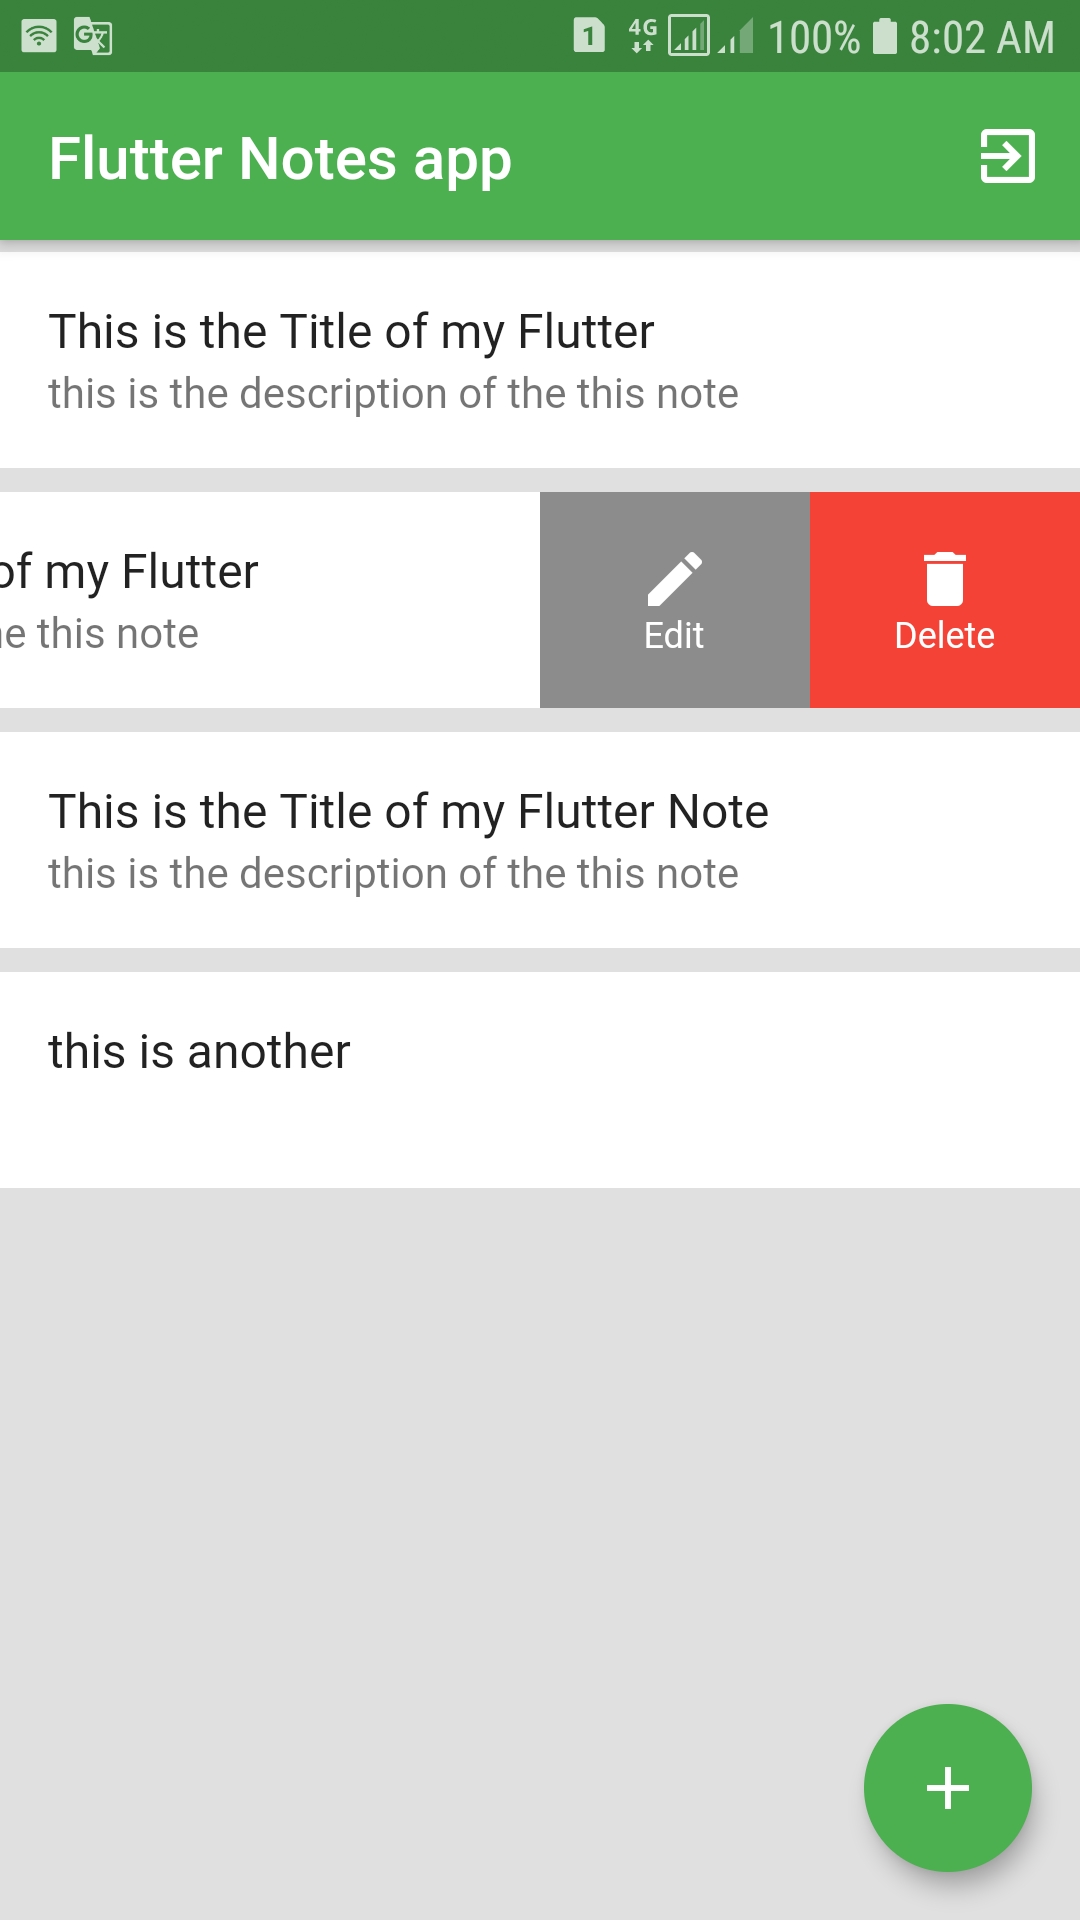 1 4G 100% 8:02 AM
Flutter Notes app
This is the Title of my Flutter
this is the description of the this note
of my Flutter
this note
Edit
Delete
This is the Title of my Flutter Note
this is the description of the this note
this is another